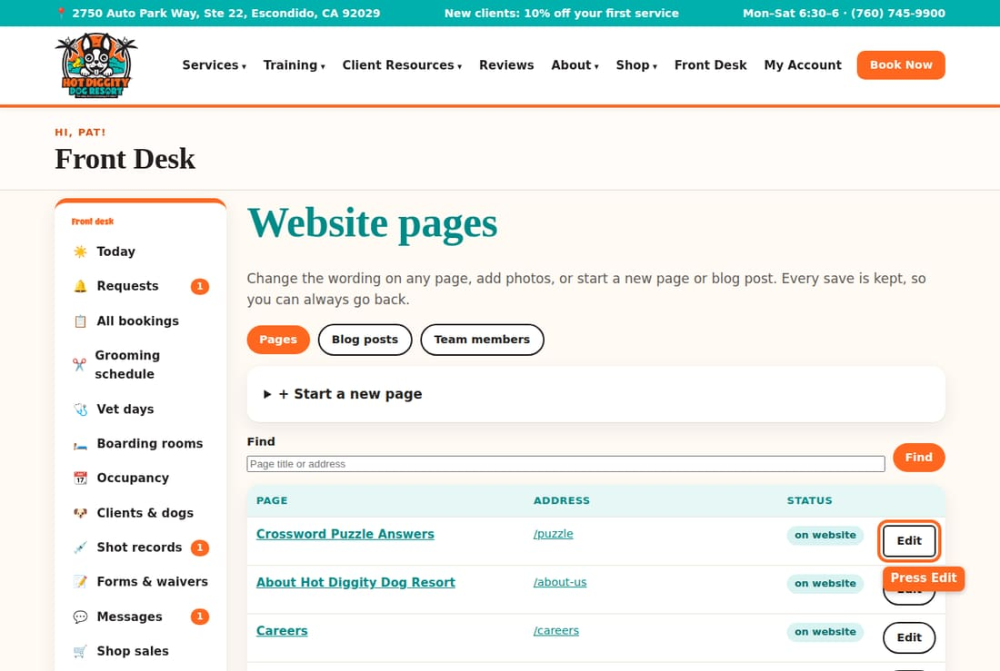 2750 Auto Park Way, Ste 22, Escondido, CA 92029
New clients: 10% off your first service
Mon–Sat 6:30–6 · (760) 745-9900
HOT DIGGITY
DOG RESORT
Services
Training
Client Resources
Reviews
About
Shop
Front Desk
My Account
Book Now
HI, PAT!
Front Desk
Front desk
Today
Requests 1
All bookings
Grooming
schedule
Vet days
Boarding rooms
Occupancy
Clients & dogs
Shot records 1
Forms & waivers
Messages 1
Shop sales
Website pages
Change the wording on any page, add photos, or start a new page or blog post. Every save is kept, so
you can always go back.
Pages
Blog posts
Team members
+ Start a new page
Find
Page title or address
Find
PAGE ADDRESS STATUS
Crossword Puzzle Answers /puzzle on website Edit
Press Edit
About Hot Diggity Dog Resort /about-us on website
Careers /careers on website Edit